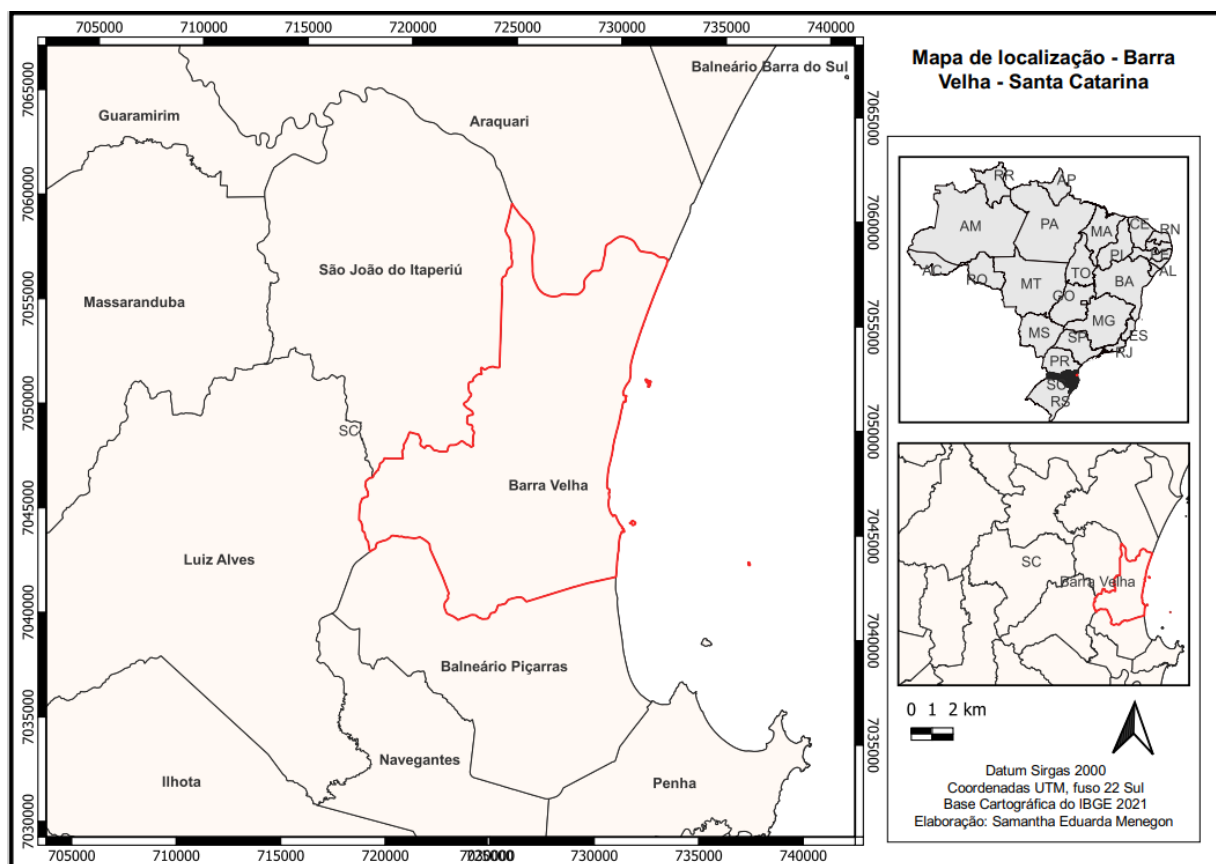 705000 710000 715000 720000 725000 730000 735000 740000
Mapa de localização - Barra
Velha - Santa Catarina
Balneário Barra do Sul
7065000
7065000
Guaramirim
Araquari
7060000
7060000
São João do Itaperiú
Massaranduba
7055000
7055000
7050000
7050000
SC
Barra Velha
7045000
7045000
Luiz Alves
7040000
7040000
Balneário Piçarras
7035000
7035000
Navegantes
Ilhota
Penha
7030000
705000 710000 715000 720000 730000 735000 740000
RR AP
AM PA MA CE RN
PI PE
AC RO TO AL
MT BA
GO
MG
MS ES
SP
RJ
PR
SC
RS
SC
Barra Velha
0 1 2 km
Datum Sirgas 2000
Coordenadas UTM, fuso 22 Sul
Base Cartográfica do IBGE 2021
Elaboração: Samantha Eduarda Menegon